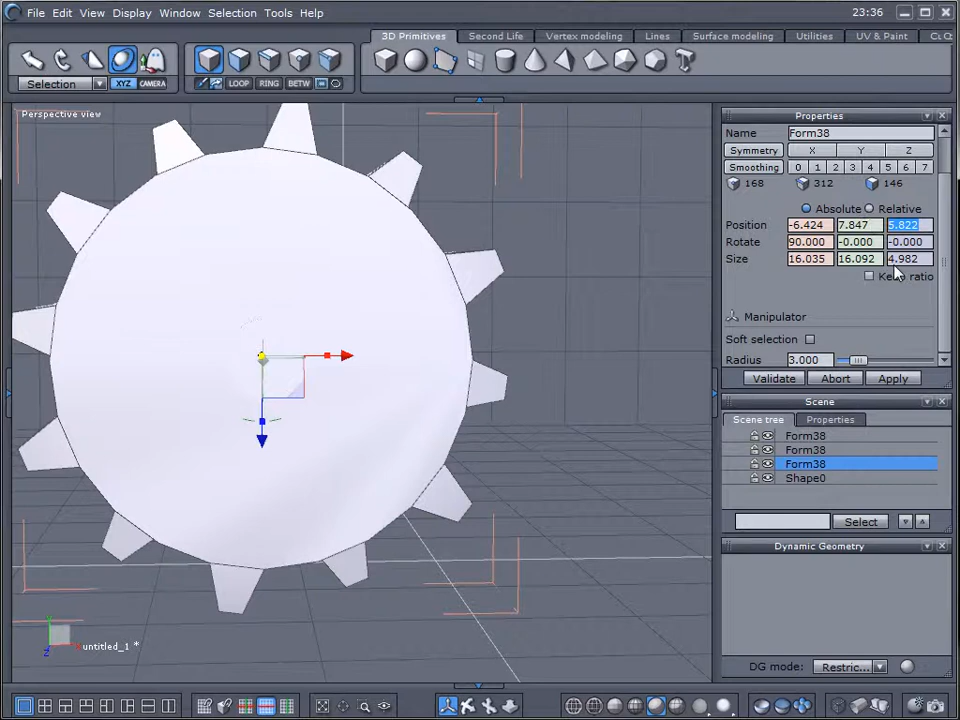 File Edit View Display Window Selection Tools Help 23:36
3D Primitives Second Life Vertex modeling Lines Surface modeling Utilities UV & Paint
Selection XYZ CAMERA LOOP RING BETW
Perspective view
Properties
Name Form38
Symmetry X Y Z
Smoothing 0 1 2 3 4 5 6 7
168 312 146
Absolute Relative
Position -6.424 7.847 5.822
Rotate 90.000 -0.000 -0.000
Size 16.035 16.092 4.982
ratio
Manipulator
Soft selection
Radius 3.000
Validate Abort Apply
Scene
Scene tree Properties
Form38
Form38
Form38
Shape0
Select
Dynamic Geometry
Y
X
Z
untitled_1 *
DG mode: Restric...